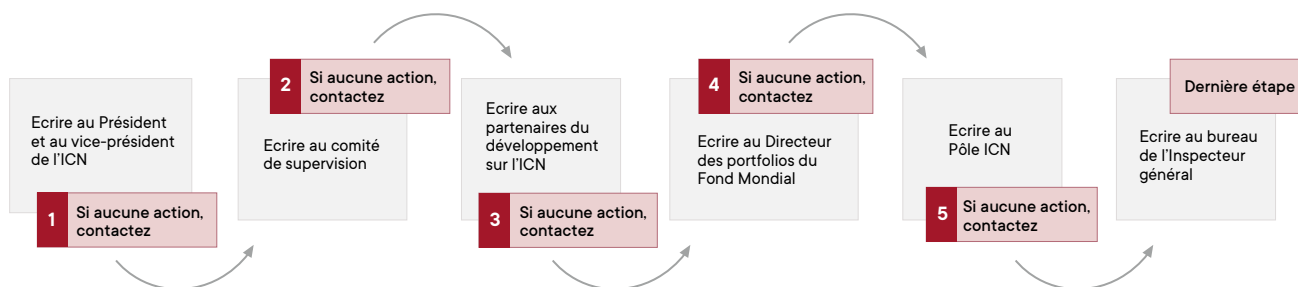 Ecrire au Président
et au vice-président
de l'ICN
1
Si aucune action,
contactez
2
Si aucune action,
contactez
Ecrire au comité
de supervision
Ecrire aux
partenaires du
développement
sur l'ICN
3
Si aucune action,
contactez
4
Si aucune action,
contactez
Ecrire au Directeur
des portfolios du
Fond Mondial
Ecrire au
Pôle ICN
5
Si aucune action,
contactez
Dernière étape
Ecrire au bureau
de l'Inspecteur
général